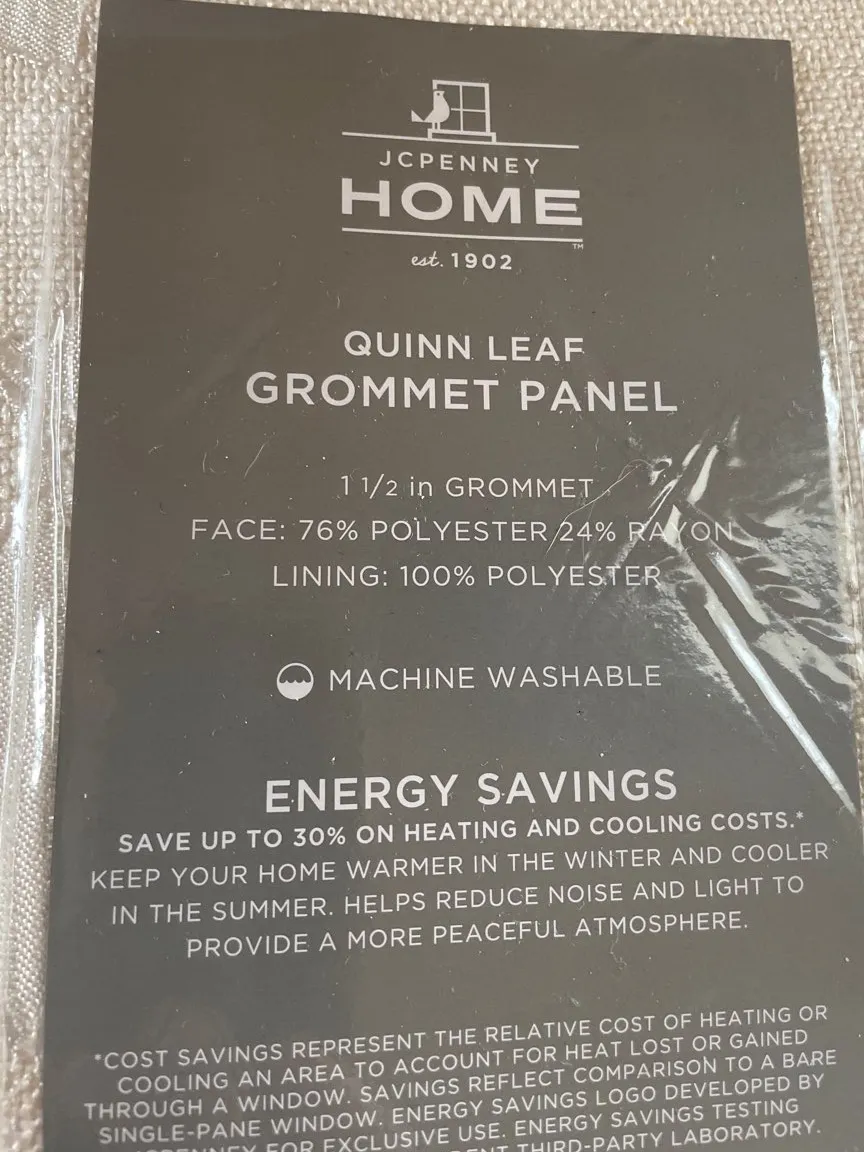 JCPENNEY
HOME
TM
est. 1902
QUINN LEAF
GROMMET PANEL
1 1/2 in GROMMET
FACE: 76% POLYESTER 24% RAYON
LINING: 100% POLYESTER
MACHINE WASHABLE
ENERGY SAVINGS
SAVE UP TO 30% ON HEATING AND COOLING COSTS.*
KEEP YOUR HOME WARMER IN THE WINTER AND COOLER
IN THE SUMMER. HELPS REDUCE NOISE AND LIGHT TO
PROVIDE A MORE PEACEFUL ATMOSPHERE.
*COST SAVINGS REPRESENT THE RELATIVE COST OF HEATING OR
COOLING AN AREA TO ACCOUNT FOR HEAT LOST OR GAINED
THROUGH A WINDOW. SAVINGS REFLECT COMPARISON TO A BARE
SINGLE-PANE WINDOW. ENERGY SAVINGS LOGO DEVELOPED BY
FOR EXCLUSIVE USE. ENERGY SAVINGS TESTING
THIRD-PARTY LABORATORY.